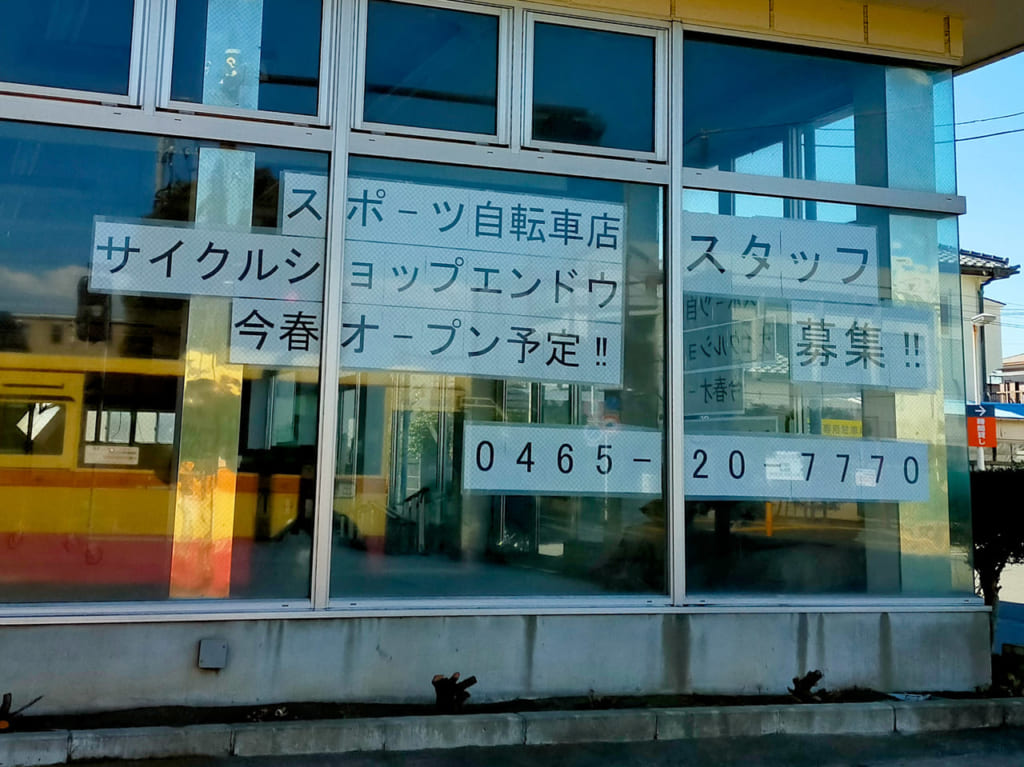 スポーツ自転車店
サイクルショップエンドウ
今春オープン予定!!
スタッフ
募集!!
0465-20-7770